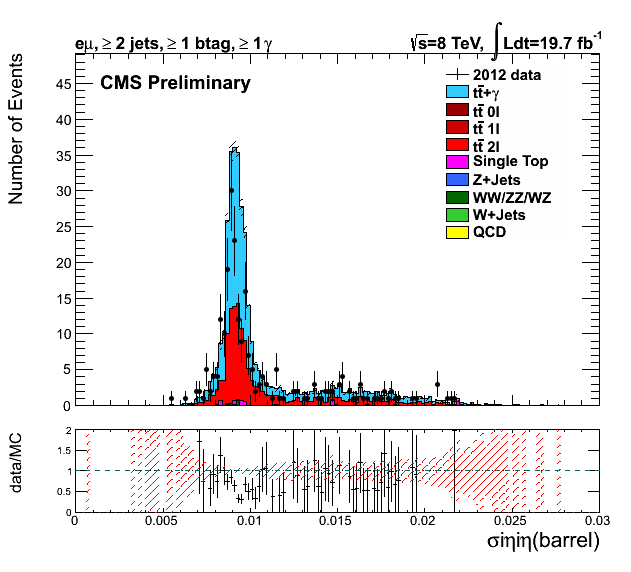 eμ, ≥ 2 jets, ≥ 1 btag, ≥ 1γ
√s=8 TeV, ∫Ldt=19.7 fb⁻¹
CMS Preliminary
Number of Events
45
40
35
30
25
20
15
10
5
0
2012 data
tt̄+γ
tt̄ 0l
tt̄ 1l
tt̄ 2l
Single Top
Z+Jets
WW/ZZ/WZ
W+Jets
QCD
data/MC
2
1.5
1
0.5
0
0 0.005 0.010 0.015 0.02 0.025 0.03
σiηiη(barrel)